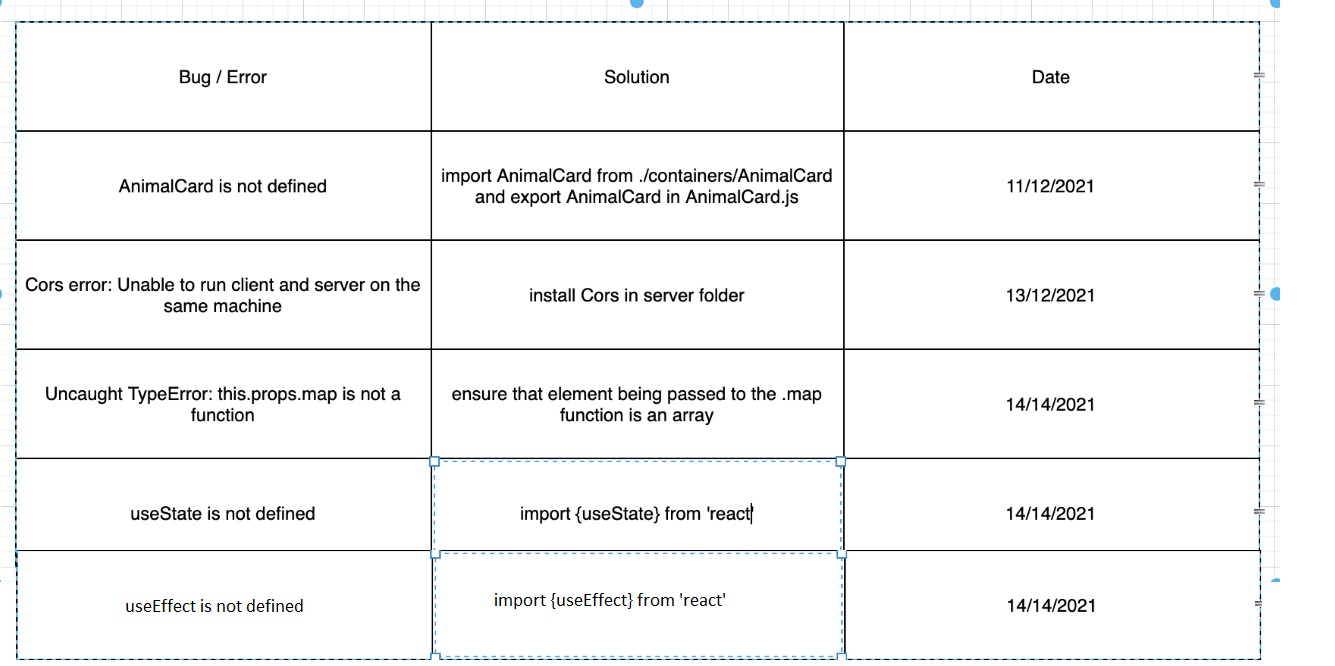 Bug / Error
Solution
Date
AnimalCard is not defined
import AnimalCard from ./containers/AnimalCard
and export AnimalCard in AnimalCard.js
11/12/2021
Cors error: Unable to run client and server on the
same machine
install Cors in server folder
13/12/2021
Uncaught TypeError: this.props.map is not a
function
ensure that element being passed to the .map
function is an array
14/14/2021
useState is not defined
import {useState} from 'react'
14/14/2021
useEffect is not defined
import {useEffect} from 'react'
14/14/2021